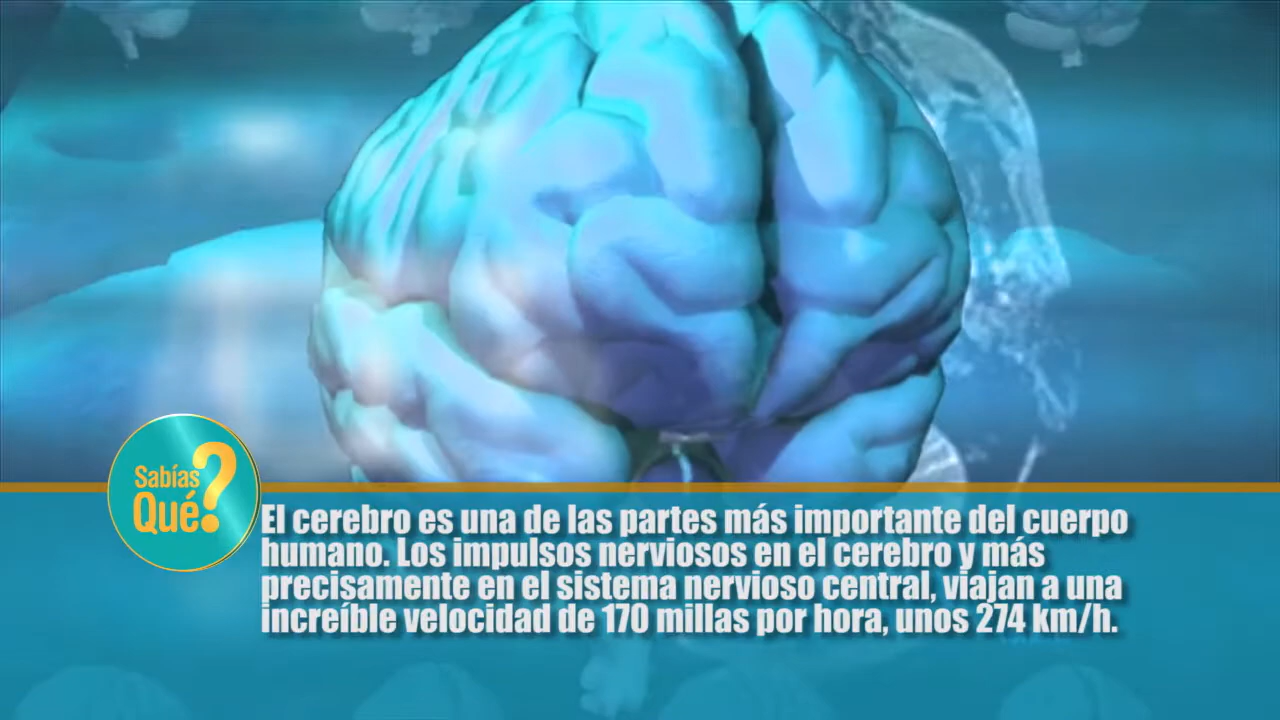 Sabías
Qué?
El cerebro es una de las partes más importante del cuerpo
humano. Los impulsos nerviosos en el cerebro y más
precisamente en el sistema nervioso central, viajan a una
increíble velocidad de 170 millas por hora, unos 274 km/h.